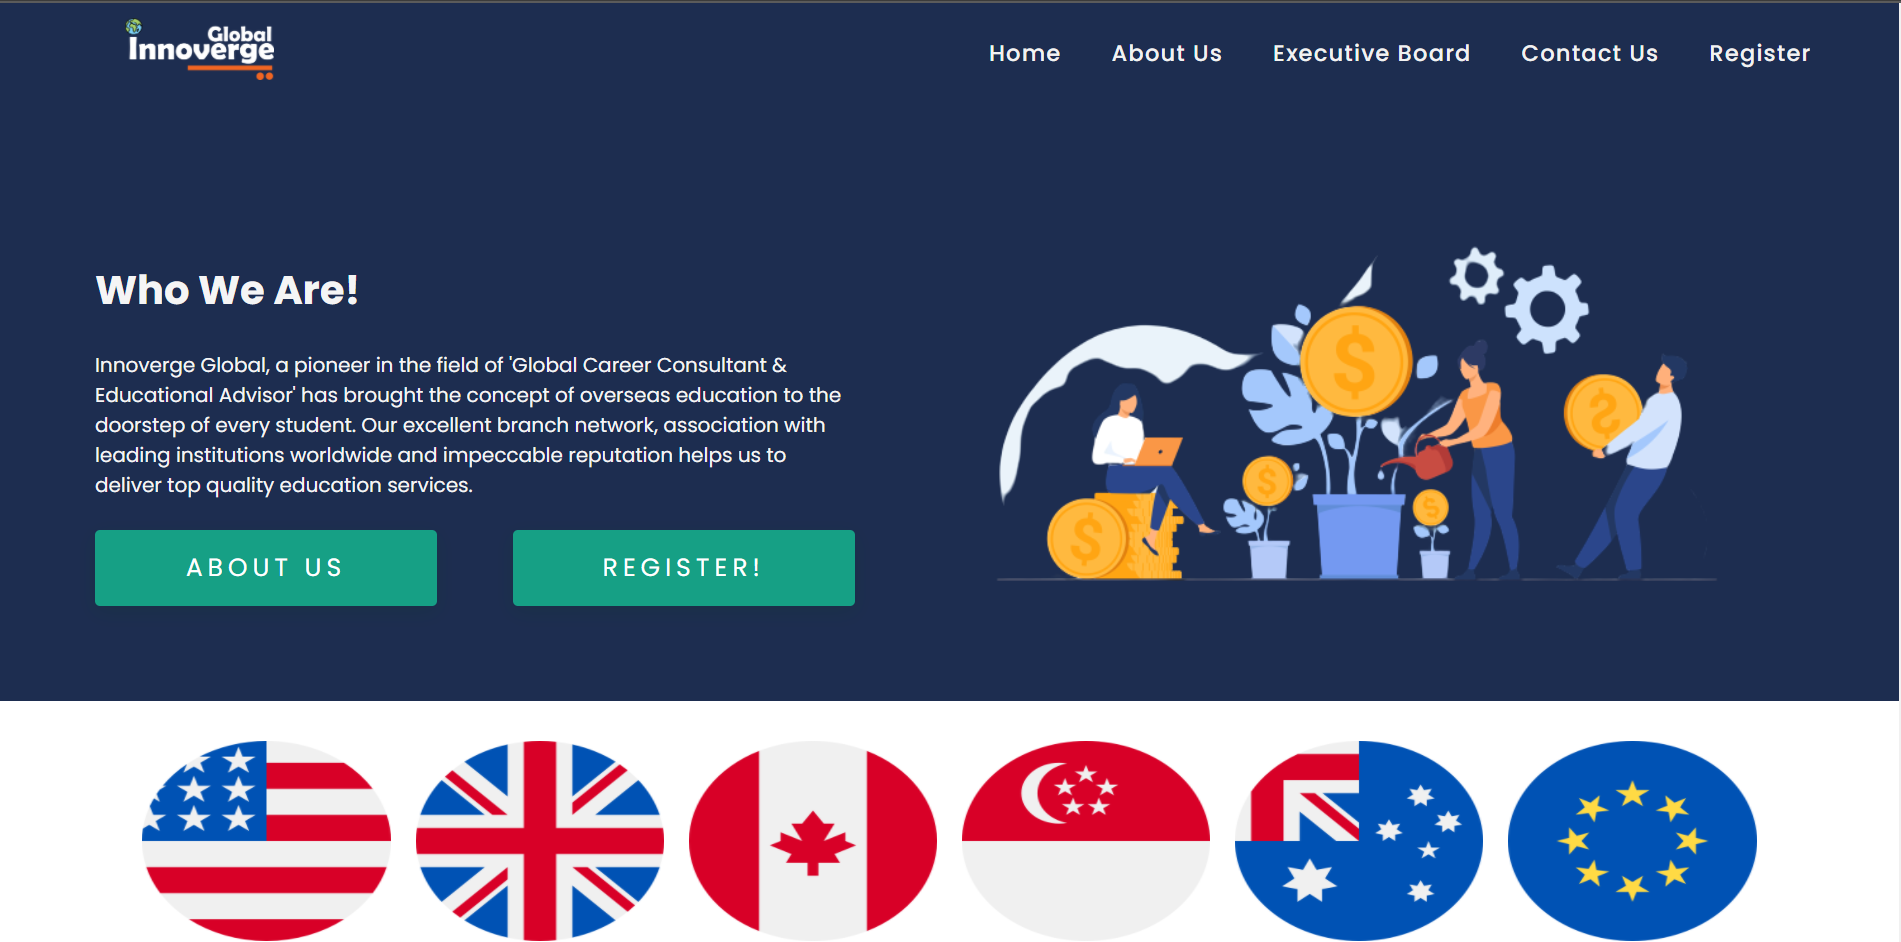 Global
Innoverge
Home
About Us
Executive Board
Contact Us
Register
Who We Are!
Innoverge Global, a pioneer in the field of 'Global Career Consultant &
Educational Advisor' has brought the concept of overseas education to the
doorstep of every student. Our excellent branch network, association with
leading institutions worldwide and impeccable reputation helps us to
deliver top quality education services.
ABOUT US
REGISTER!
$
$
$
$
$